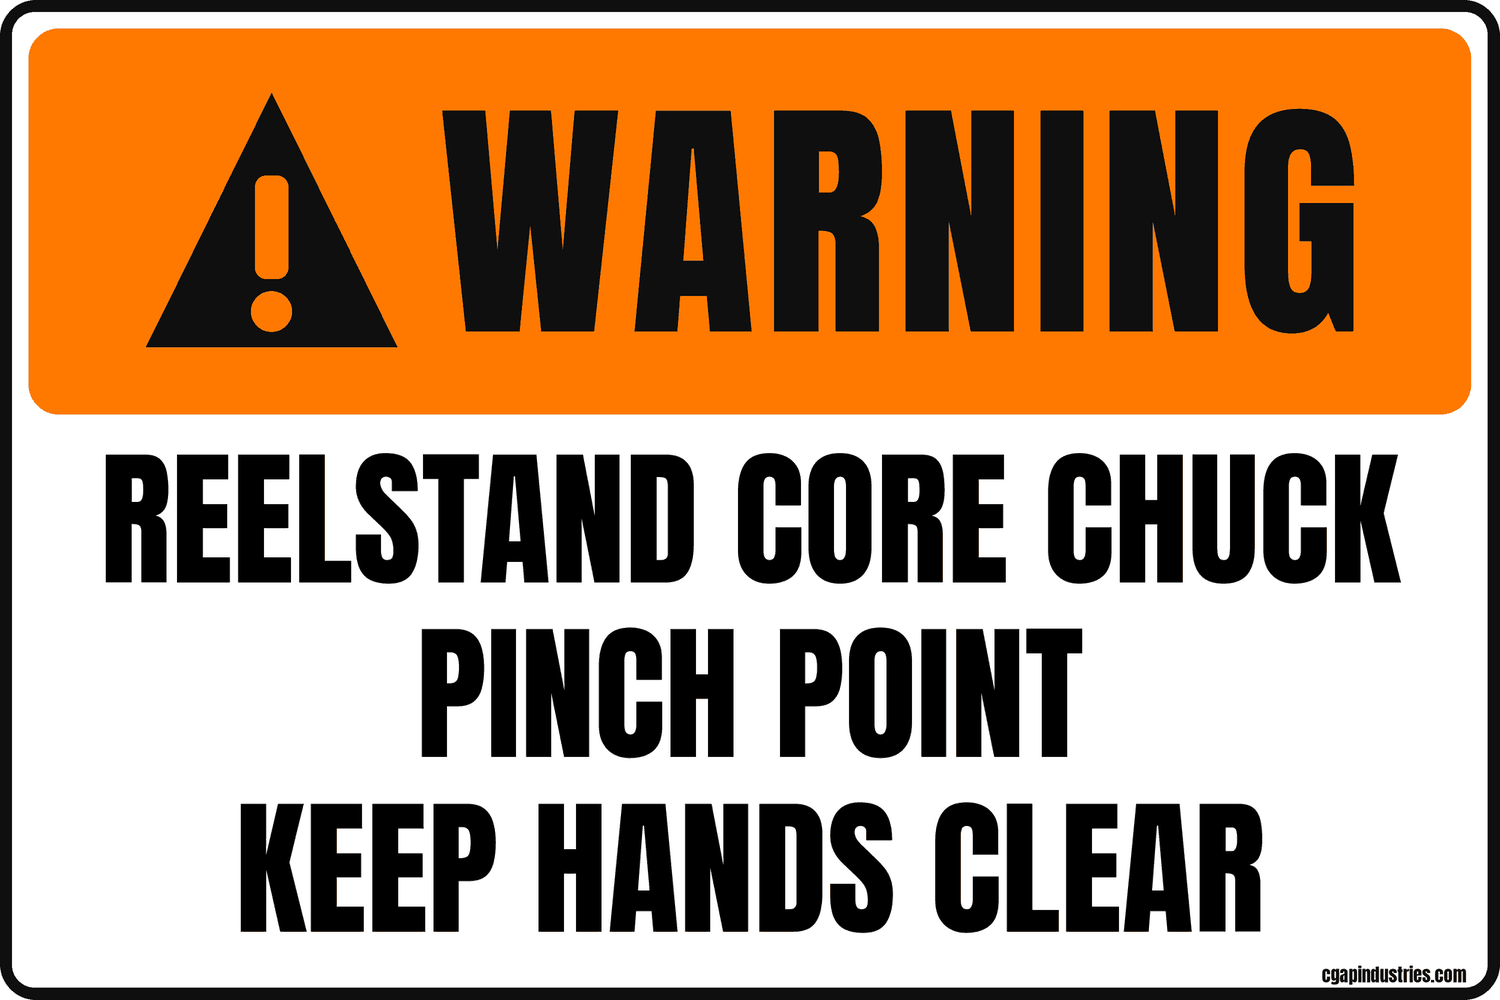 WARNING
REELSTAND CORE CHUCK
PINCH POINT
KEEP HANDS CLEAR
cgapindustries.com